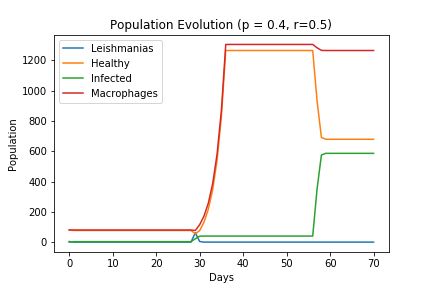 Population Evolution (p = 0.4, r=0.5)
Leishmanias
Healthy
Infected
Macrophages
Population
1200
1000
800
600
400
200
0
0 10 20 30 40 50 60 70
Days